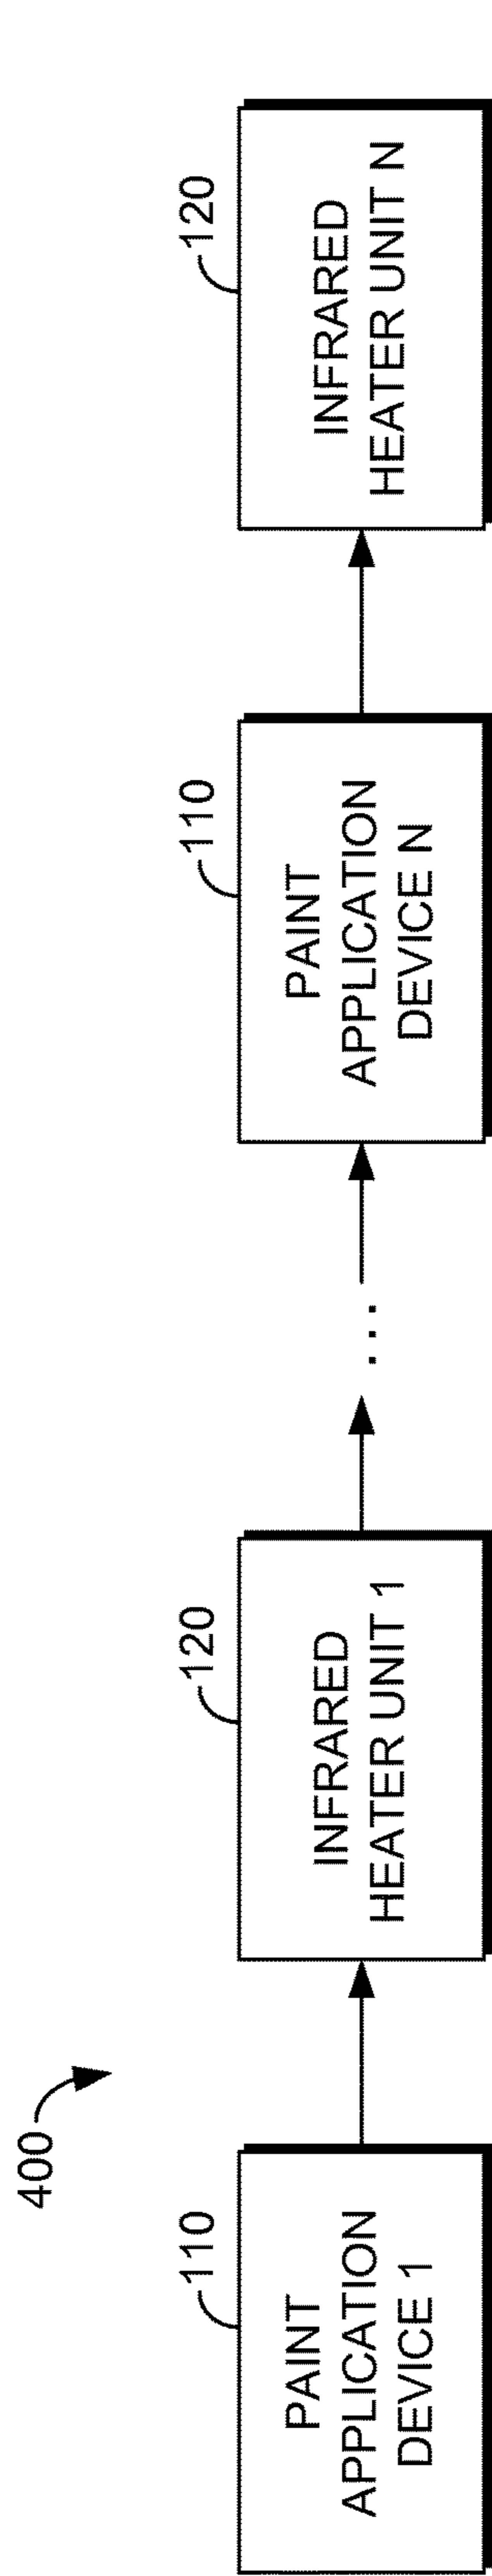 400
110
PAINT
APPLICATION
DEVICE 1
120
INFRARED
HEATER UNIT 1
...
110
PAINT
APPLICATION
DEVICE N
120
INFRARED
HEATER UNIT N